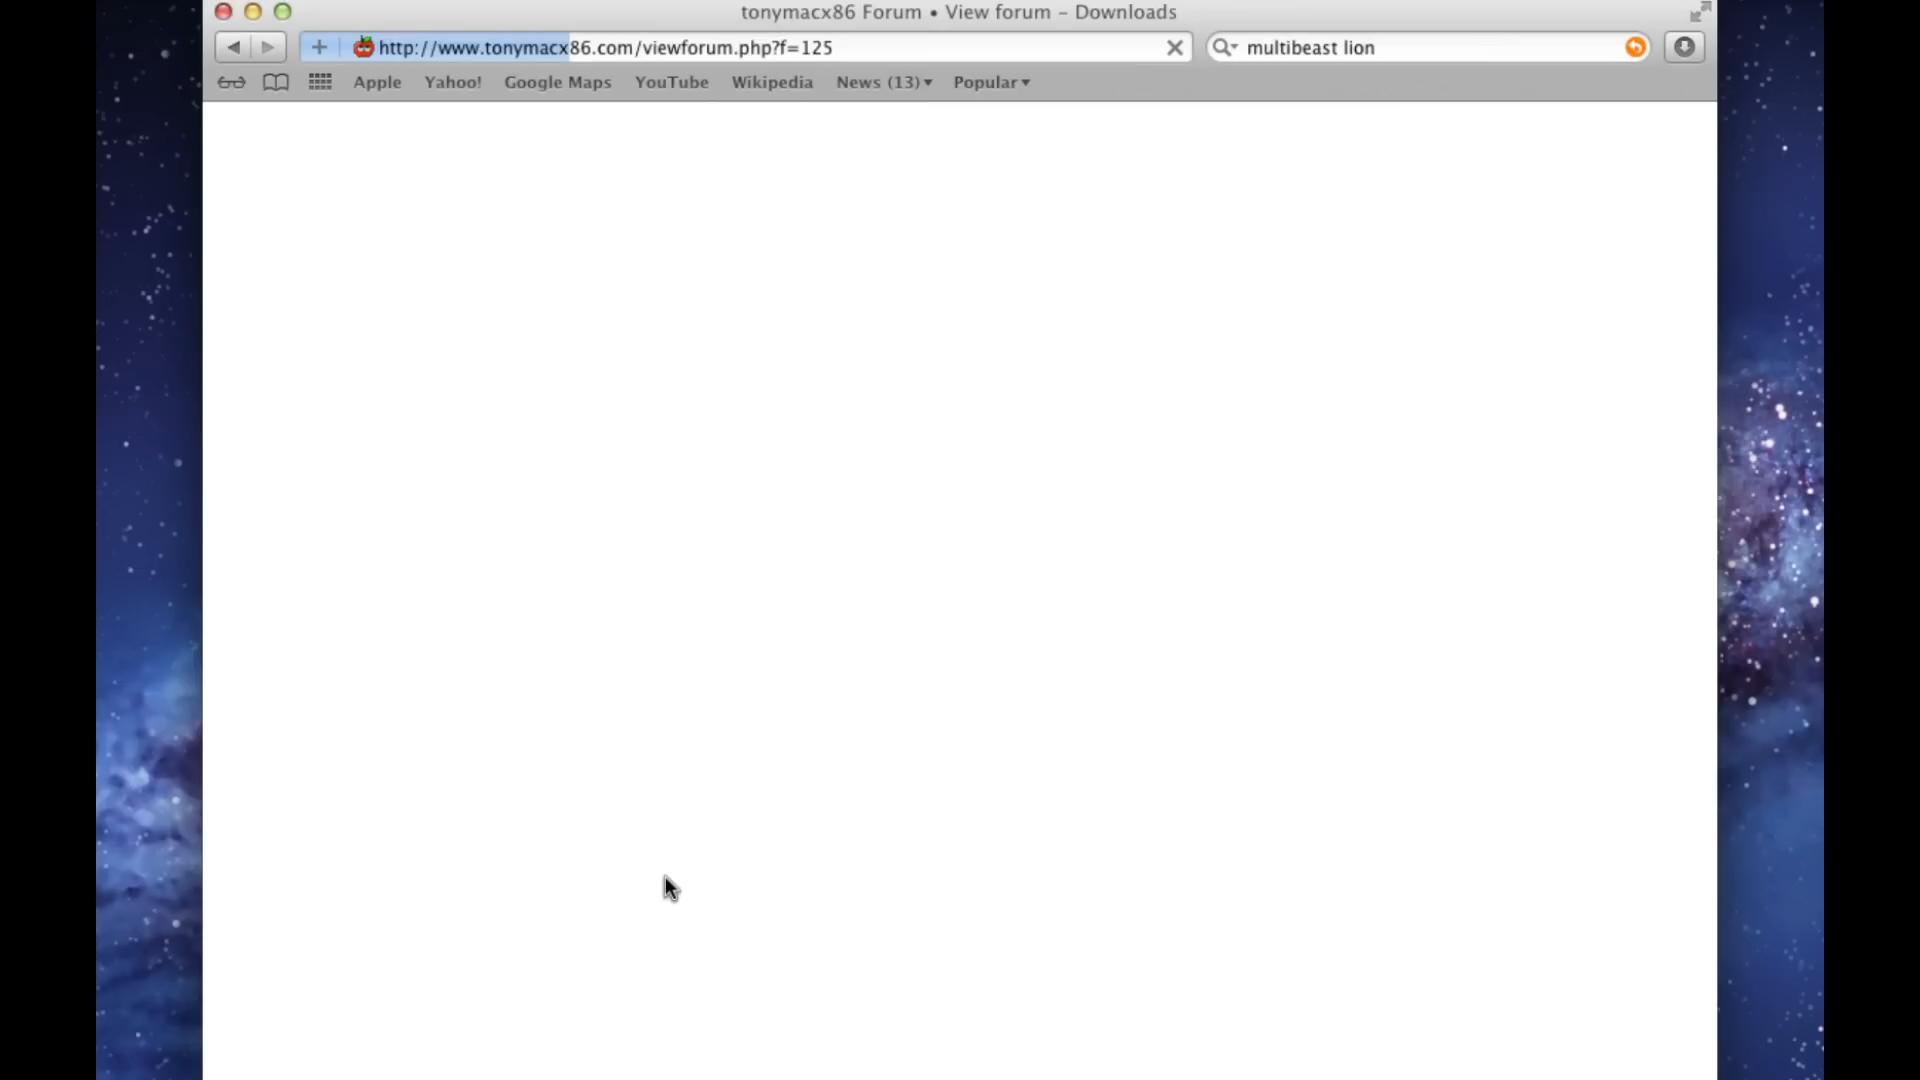 tonymacx86 Forum • View forum – Downloads
http://www.tonymacx86.com/viewforum.php?f=125
multibeast lion
Apple Yahoo! Google Maps YouTube Wikipedia News (13)▾ Popular▾